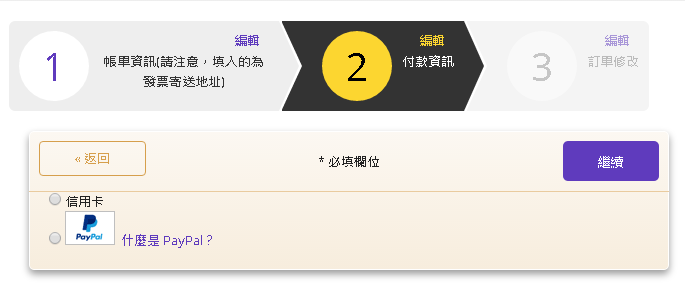 1
編輯
帳單資訊(請注意，填入的為
發票寄送地址)
2
編輯
付款資訊
3
編輯
訂單修改
« 返回
* 必填欄位
繼續
信用卡
PayPal
什麼是 PayPal？